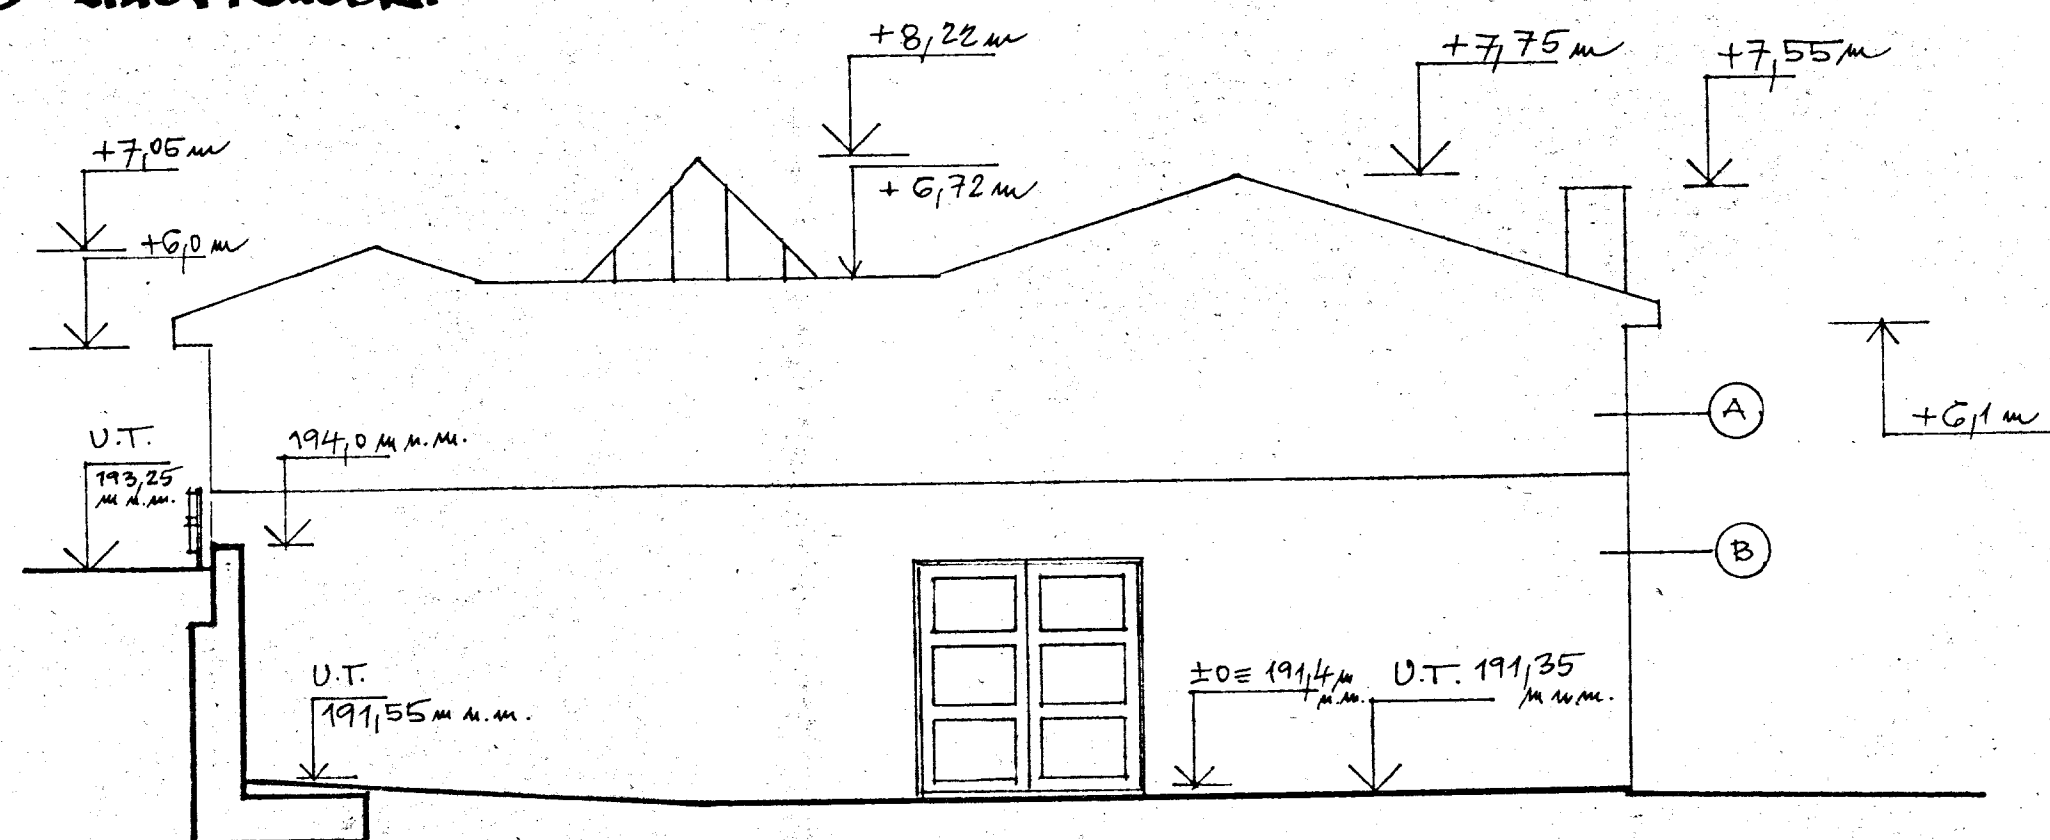 +8,22 m
+7,75 m
+7,55 m
+7,05 m
+6,72 m
+6,0 m
+6,1 m
A
U.T.
193,25
m n.m.
194,0 m n.m.
B
U.T.
191,55 m n.m.
±0 ≡ 191,4 m
n.m.
U.T. 191,35
m n.m.